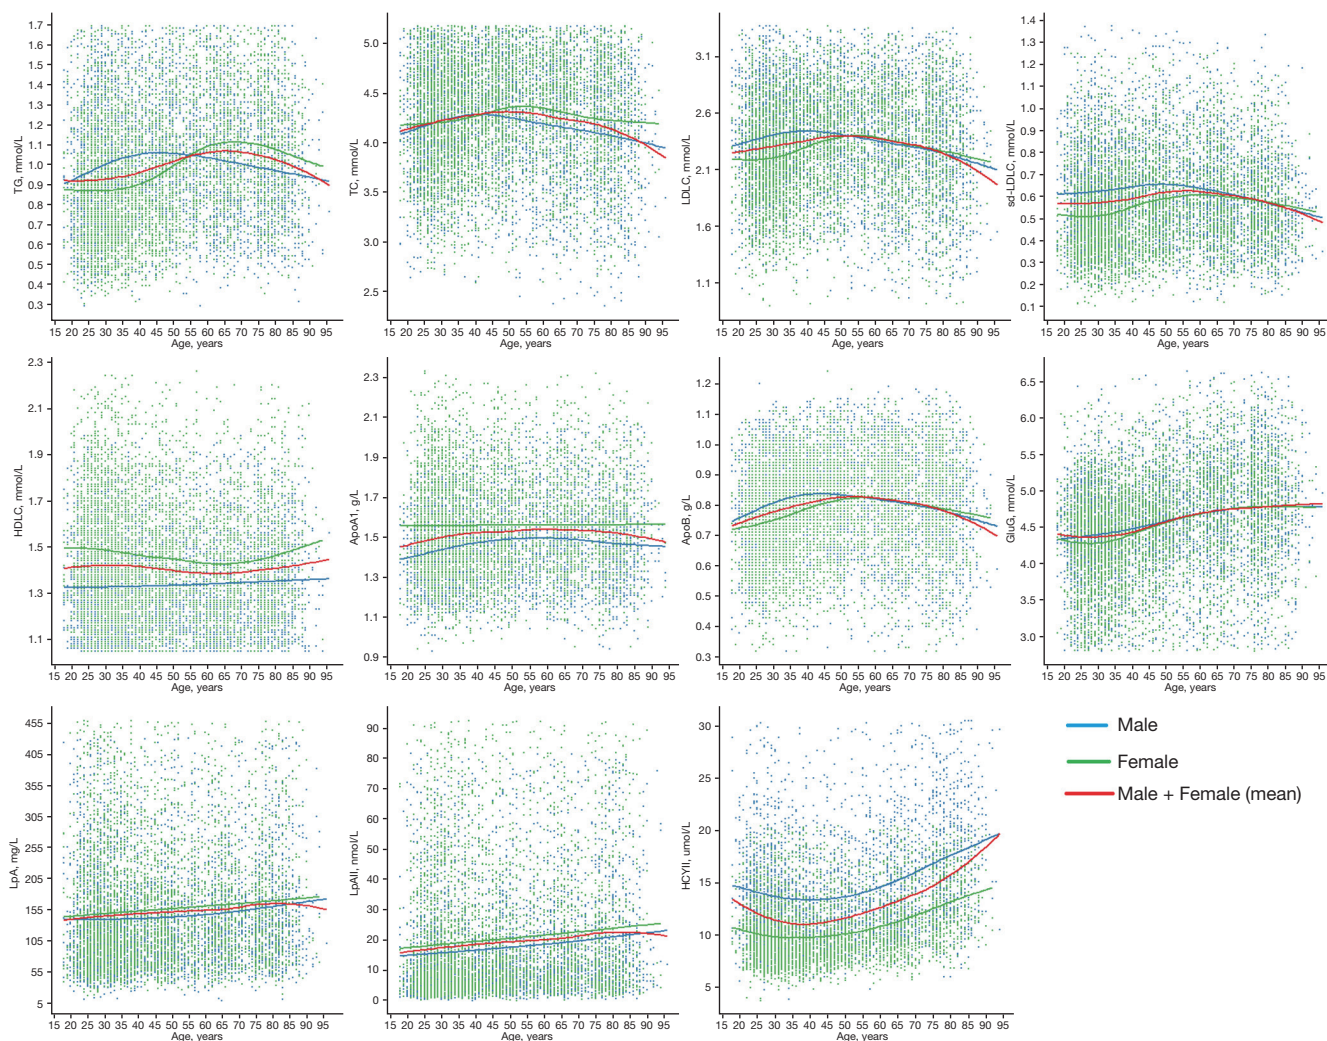 TG, mmol/L
1.7
1.6
1.5
1.4
1.3
1.2
1.1
1.0
0.9
0.8
0.7
0.6
0.5
0.4
0.3
15 20 25 30 35 40 45 50 55 60 65 70 75 80 85 90 95
Age, years
TC, mmol/L
5.0
4.5
4.0
3.5
3.0
2.5
15 20 25 30 35 40 45 50 55 60 65 70 75 80 85 90 95
Age, years
LDLC, mmol/L
3.1
2.6
2.1
1.6
1.1
15 20 25 30 35 40 45 50 55 60 65 70 75 80 85 90 95
Age, years
sd-LDLC, mmol/L
1.4
1.3
1.2
1.1
1.0
0.9
0.8
0.7
0.6
0.5
0.4
0.3
0.2
0.1
15 20 25 30 35 40 45 50 55 60 65 70 75 80 85 90 95
Age, years
HDLC, mmol/L
2.3
2.1
1.9
1.7
1.5
1.3
1.1
15 20 25 30 35 40 45 50 55 60 65 70 75 80 85 90 95
Age, years
ApoA1, g/L
2.3
2.1
1.9
1.7
1.5
1.3
1.1
0.9
15 20 25 30 35 40 45 50 55 60 65 70 75 80 85 90 95
Age, years
ApoB, g/L
1.2
1.1
1.0
0.9
0.8
0.7
0.6
0.5
0.4
0.3
15 20 25 30 35 40 45 50 55 60 65 70 75 80 85 90 95
Age, years
GluG, mmol/L
6.5
6.0
5.5
5.0
4.5
4.0
3.5
3.0
15 20 25 30 35 40 45 50 55 60 65 70 75 80 85 90 95
Age, years
LpA, mg/L
455
405
355
305
255
205
155
105
55
5
15 20 25 30 35 40 45 50 55 60 65 70 75 80 85 90 95
Age, years
LpAII, nmol/L
90
80
70
60
50
40
30
20
10
0
15 20 25 30 35 40 45 50 55 60 65 70 75 80 85 90 95
Age, years
HCYII, umol/L
30
25
20
15
10
5
15 20 25 30 35 40 45 50 55 60 65 70 75 80 85 90 95
Age, years
Male
Female
Male + Female (mean)